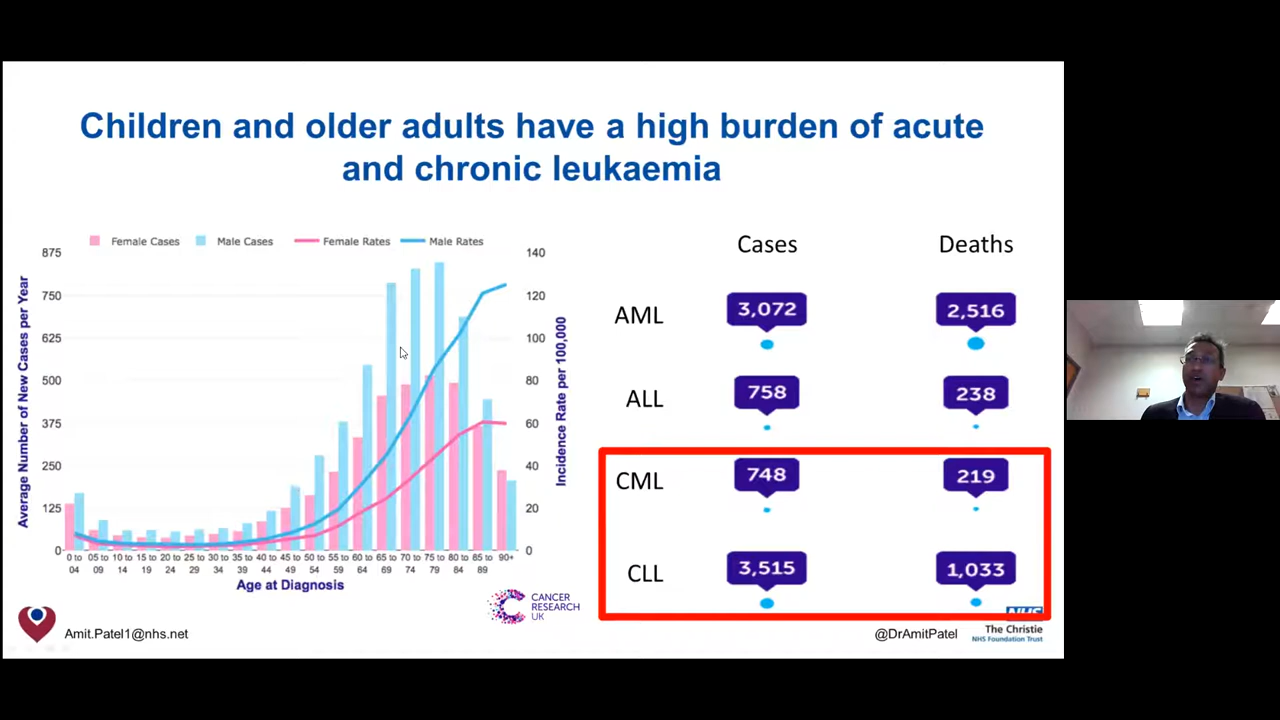 Children and older adults have a high burden of acute
and chronic leukaemia
Female Cases Male Cases Female Rates Male Rates
875
750
625
500
375
250
125
0
140
120
100
80
60
40
20
0
Average Number of New Cases per Year
Incidence Rate per 100,000
0 to 05 to 10 to 15 to 20 to 25 to 30 to 35 to 40 to 45 to 50 to 55 to 60 to 65 to 70 to 75 to 80 to 85 to 90+
04 09 14 19 24 29 34 39 44 49 54 59 64 69 74 79 84 89
Age at Diagnosis
CANCER
RESEARCH
UK
Cases Deaths
AML 3,072 2,516
ALL 758 238
CML 748 219
CLL 3,515 1,033
Amit.Patel1@nhs.net
@DrAmitPatel
NHS
The Christie
NHS Foundation Trust